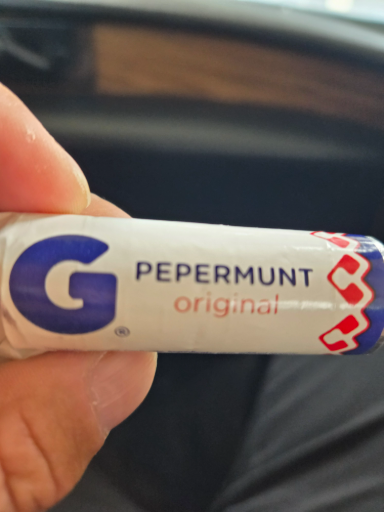 G
PEPERMUNT
original
®